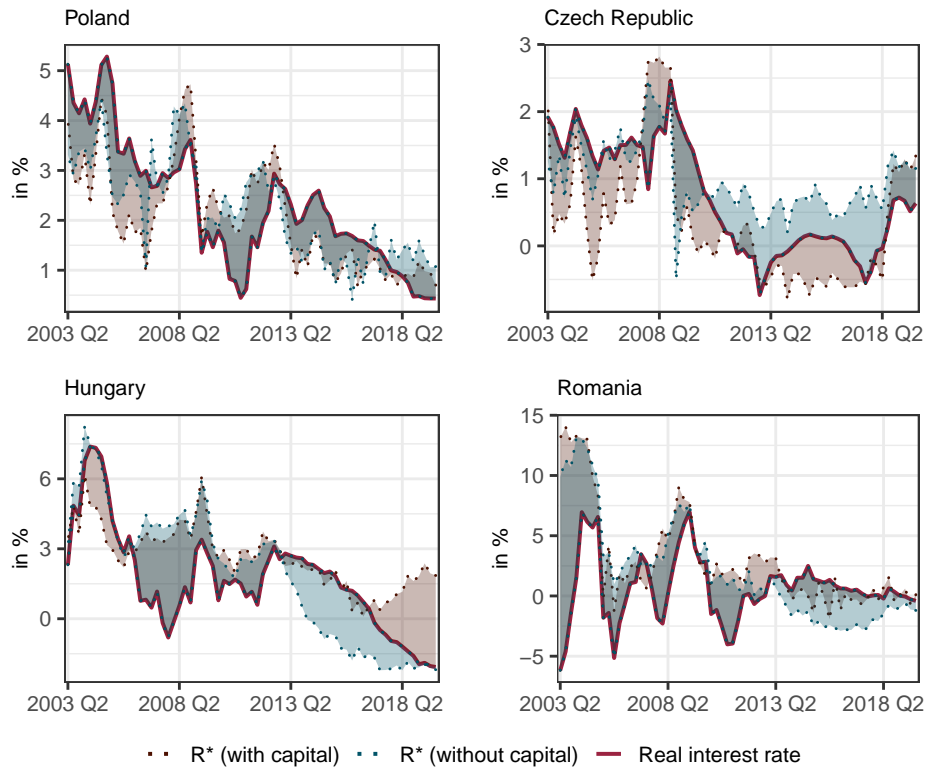 Poland
Czech Republic
in %
5
4
3
2
1
2003 Q2 2008 Q2 2013 Q2 2018 Q2
in %
3
2
1
0
2003 Q2 2008 Q2 2013 Q2 2018 Q2
Hungary
Romania
in %
6
3
0
2003 Q2 2008 Q2 2013 Q2 2018 Q2
in %
15
10
5
0
−5
2003 Q2 2008 Q2 2013 Q2 2018 Q2
R* (with capital) R* (without capital) Real interest rate